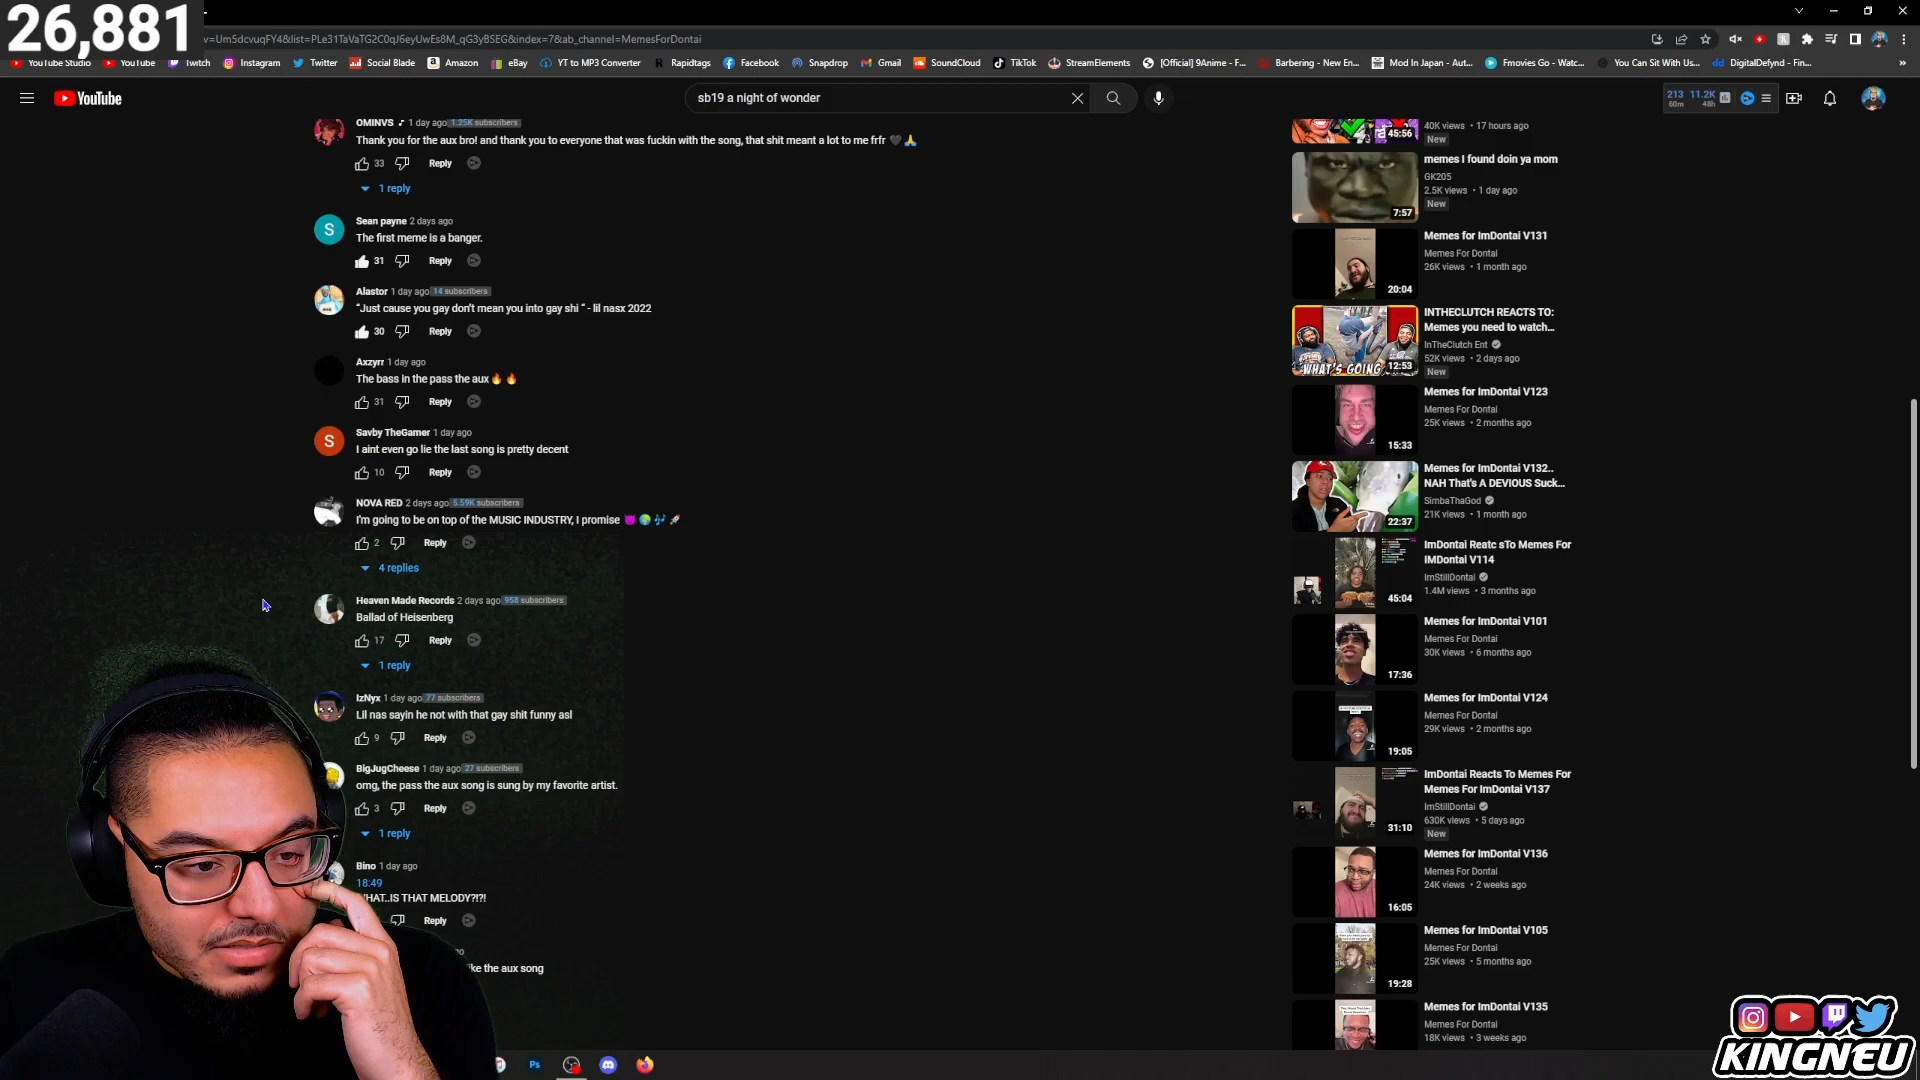 26,881
v=Um5dcvuqFY4&list=PLe31TaVaTG2C0qJ6eyUwEs8M_qG3yBSEG&index=7&ab_channel=MemesForDontai
YouTube Studio YouTube Twitch Instagram Twitter Social Blade Amazon eBay YT to MP3 Converter Rapidtags Facebook Snapdrop Gmail SoundCloud TikTok StreamElements [Official] 9Anime - F... Barbering - New En... Mod In Japan - Aut... Fmovies Go - Watc... You Can Sit With Us... DigitalDefynd - Fin...
YouTube
sb19 a night of wonder
213 60m 11.2K 48h
OMINVS 1 day ago 1.25K subscribers
Thank you for the aux bro! and thank you to everyone that was fuckin with the song, that shit meant a lot to me frfr 🖤 🙏
33 Reply
1 reply
S
Sean payne 2 days ago
The first meme is a banger.
31 Reply
Alastor 1 day ago 14 subscribers
“Just cause you gay don’t mean you into gay shi “ - lil nasx 2022
30 Reply
Axzyrr 1 day ago
The bass in the pass the aux🔥 🔥
31 Reply
S
Savby TheGamer 1 day ago
I aint even go lie the last song is pretty decent
10 Reply
NOVA RED 2 days ago 5.59K subscribers
I'm going to be on top of the MUSIC INDUSTRY, I promise 😈 🌍 🎶 🚀
2 Reply
4 replies
Heaven Made Records 2 days ago 958 subscribers
Ballad of Heisenberg
17 Reply
1 reply
IzNyx 1 day ago 77 subscribers
Lil nas sayin he not with that gay shit funny asl
9 Reply
BigJugCheese 1 day ago 27 subscribers
omg, the pass the aux song is sung by my favorite artist.
3 Reply
1 reply
Bino 1 day ago
18:49
HAT..IS THAT MELODY?!?!
Reply
ike the aux song
45:56
40K views • 17 hours ago
New
memes I found doin ya mom
GK205
2.5K views • 1 day ago
New
7:57
Memes for ImDontai V131
Memes For Dontai
26K views • 1 month ago
20:04
INTHECLUTCH REACTS TO:
Memes you need to watch...
InTheClutch Ent
52K views • 2 days ago
New
WHAT'S GOING
12:53
Memes for ImDontai V123
Memes For Dontai
25K views • 2 months ago
15:33
Memes for ImDontai V132..
NAH That's A DEVIOUS Suck...
SimbaThaGod
21K views • 1 month ago
22:37
ImDontai Reatc sTo Memes For
IMDontai V114
ImStillDontai
1.4M views • 3 months ago
45:04
Memes for ImDontai V101
Memes For Dontai
30K views • 6 months ago
17:36
Memes for ImDontai V124
Memes For Dontai
29K views • 2 months ago
19:05
ImDontai Reacts To Memes For
Memes For ImDontai V137
ImStillDontai
630K views • 5 days ago
New
31:10
Memes for ImDontai V136
Memes For Dontai
24K views • 2 weeks ago
16:05
Memes for ImDontai V105
Memes For Dontai
25K views • 5 months ago
19:28
Memes for ImDontai V135
Memes For Dontai
18K views • 3 weeks ago
Ps
KINGNEU